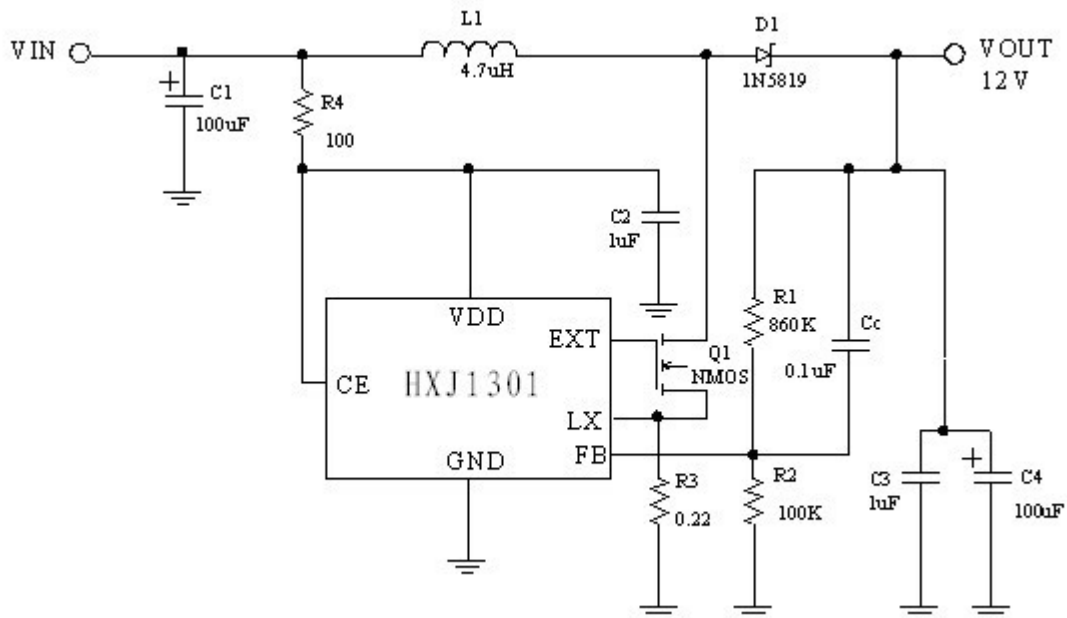 L1
D1
VIN
VOUT
4.7uH
1N5819
12V
+
C1
100uF
R4
100
C2
1uF
VDD
EXT
R1
860K
Cc
0.1uF
Q1
NMOS
CE
HXJ1301
LX
FB
GND
R3
0.22
R2
100K
C3
1uF
+
C4
100uF